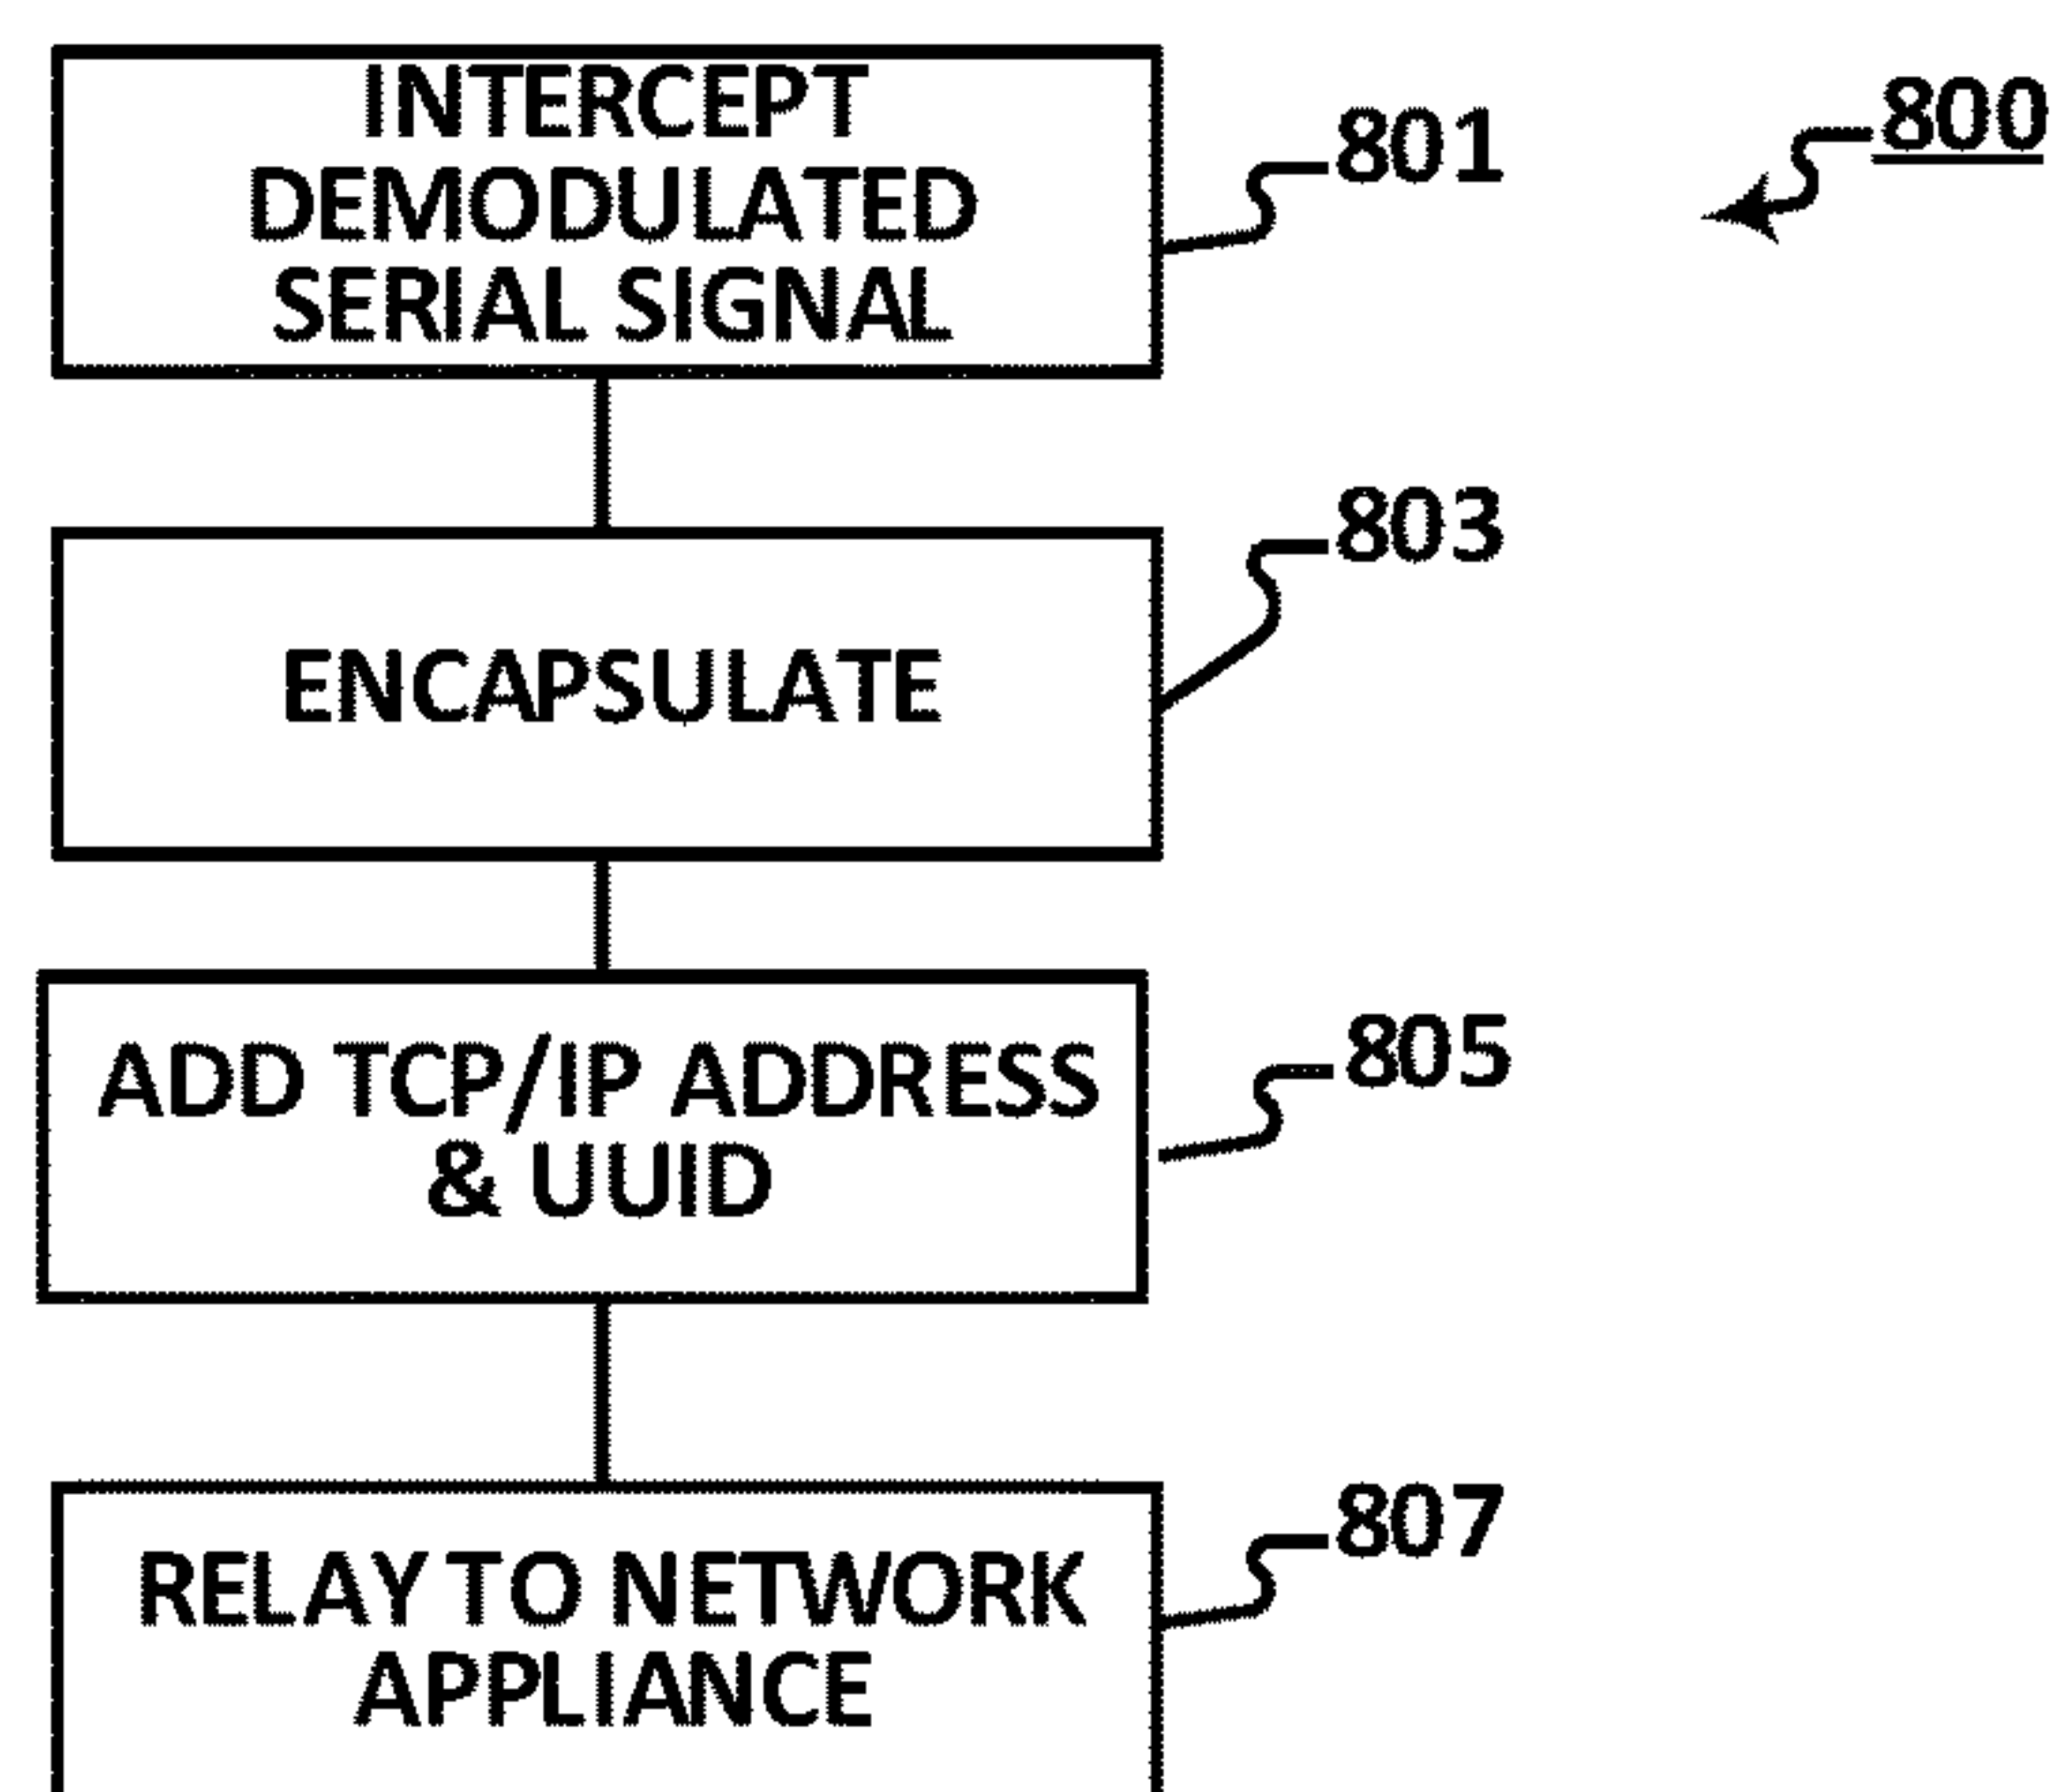 INTERCEPT
DEMODULATED
SERIAL SIGNAL
801
800
803
ENCAPSULATE
805
ADD TCP/IP ADDRESS
& UUID
807
RELAY TO NETWORK
APPLIANCE